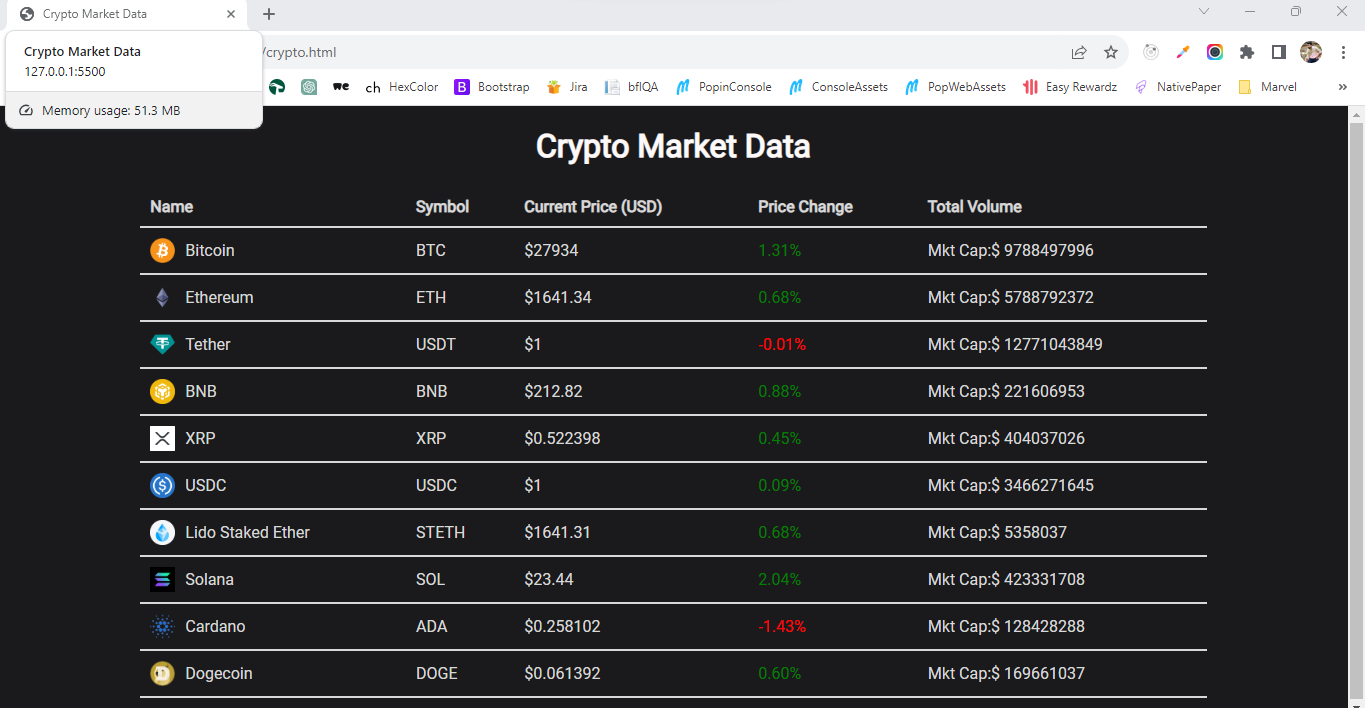 Crypto Market Data
Crypto Market Data
127.0.0.1:5500
/crypto.html
Memory usage: 51.3 MB
we ch HexColor B Bootstrap Jira bflQA PopinConsole ConsoleAssets PopWebAssets Easy Rewardz NativePaper Marvel »
Crypto Market Data
Name Symbol Current Price (USD) Price Change Total Volume
Bitcoin BTC $27934 1.31% Mkt Cap:$ 9788497996
Ethereum ETH $1641.34 0.68% Mkt Cap:$ 5788792372
Tether USDT $1 -0.01% Mkt Cap:$ 12771043849
BNB BNB $212.82 0.88% Mkt Cap:$ 221606953
XRP XRP $0.522398 0.45% Mkt Cap:$ 404037026
USDC USDC $1 0.09% Mkt Cap:$ 3466271645
Lido Staked Ether STETH $1641.31 0.68% Mkt Cap:$ 5358037
Solana SOL $23.44 2.04% Mkt Cap:$ 423331708
Cardano ADA $0.258102 -1.43% Mkt Cap:$ 128428288
Dogecoin DOGE $0.061392 0.60% Mkt Cap:$ 169661037